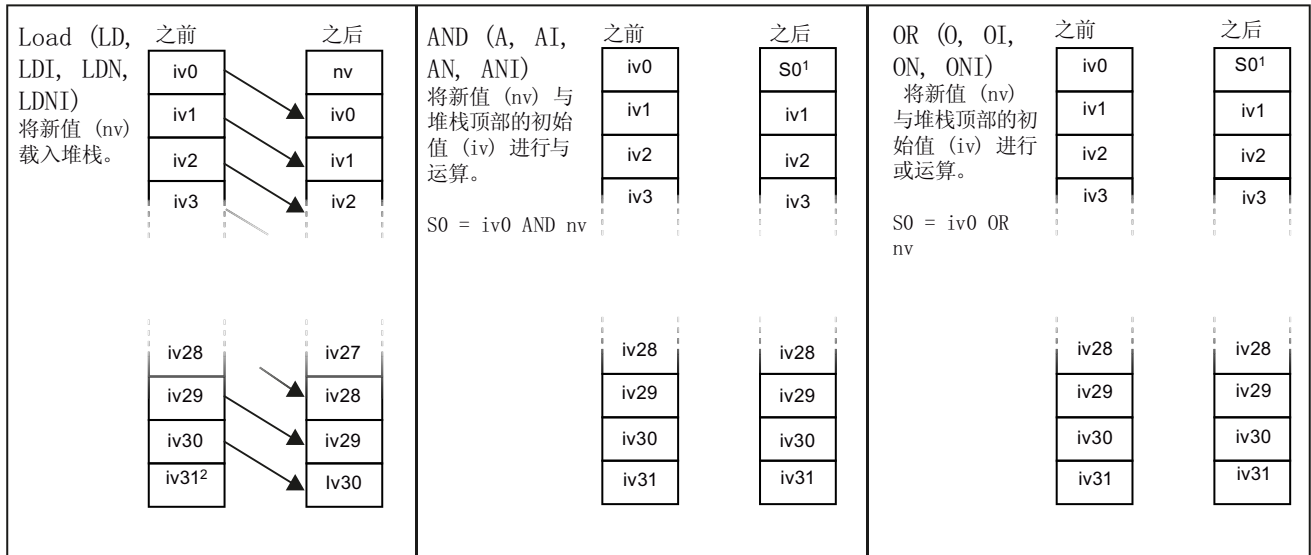 Load (LD,
LDI, LDN,
LDNI)
将新值 (nv)
载入堆栈。
之前
之后
iv0
nv
iv1
iv0
iv2
iv1
iv3
iv2
iv28
iv27
iv29
iv28
iv30
iv29
iv31²
Iv30
AND (A, AI,
AN, ANI)
将新值 (nv) 与
堆栈顶部的初始
值 (iv) 进行与
运算。
S0 = iv0 AND nv
之前
之后
iv0
S0¹
iv1
iv1
iv2
iv2
iv3
iv3
iv28
iv28
iv29
iv29
iv30
iv30
iv31
iv31
OR (O, OI,
ON, ONI)
将新值 (nv)
与堆栈顶部的初
始值 (iv) 进行
或运算。
S0 = iv0 OR
nv
之前
之后
iv0
S0¹
iv1
iv1
iv2
iv2
iv3
iv3
iv28
iv28
iv29
iv29
iv30
iv30
iv31
iv31